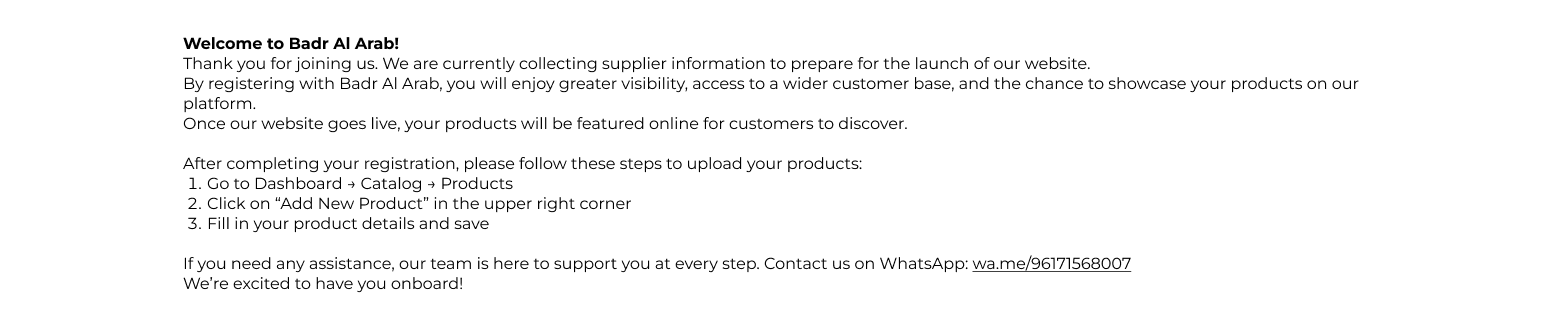 Welcome to Badr Al Arab!
Thank you for joining us. We are currently collecting supplier information to prepare for the launch of our website.
By registering with Badr Al Arab, you will enjoy greater visibility, access to a wider customer base, and the chance to showcase your products on our
platform.
Once our website goes live, your products will be featured online for customers to discover.
After completing your registration, please follow these steps to upload your products:
1. Go to Dashboard → Catalog → Products
2. Click on “Add New Product” in the upper right corner
3. Fill in your product details and save
If you need any assistance, our team is here to support you at every step. Contact us on WhatsApp: wa.me/96171568007
We’re excited to have you onboard!